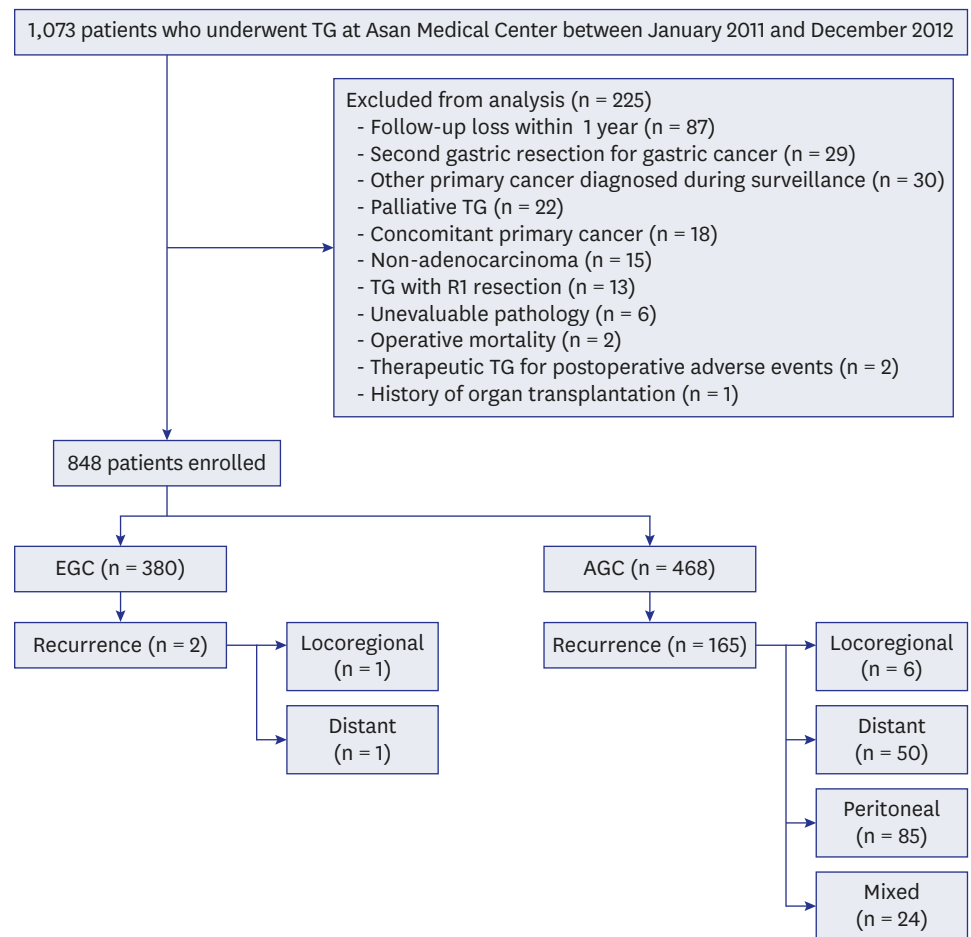 1,073 patients who underwent TG at Asan Medical Center between January 2011 and December 2012
Excluded from analysis (n = 225)
- Follow-up loss within 1 year (n = 87)
- Second gastric resection for gastric cancer (n = 29)
- Other primary cancer diagnosed during surveillance (n = 30)
- Palliative TG (n = 22)
- Concomitant primary cancer (n = 18)
- Non-adenocarcinoma (n = 15)
- TG with R1 resection (n = 13)
- Unevaluable pathology (n = 6)
- Operative mortality (n = 2)
- Therapeutic TG for postoperative adverse events (n = 2)
- History of organ transplantation (n = 1)
848 patients enrolled
EGC (n = 380)
Recurrence (n = 2)
Locoregional
(n = 1)
Distant
(n = 1)
AGC (n = 468)
Recurrence (n = 165)
Locoregional
(n = 6)
Distant
(n = 50)
Peritoneal
(n = 85)
Mixed
(n = 24)